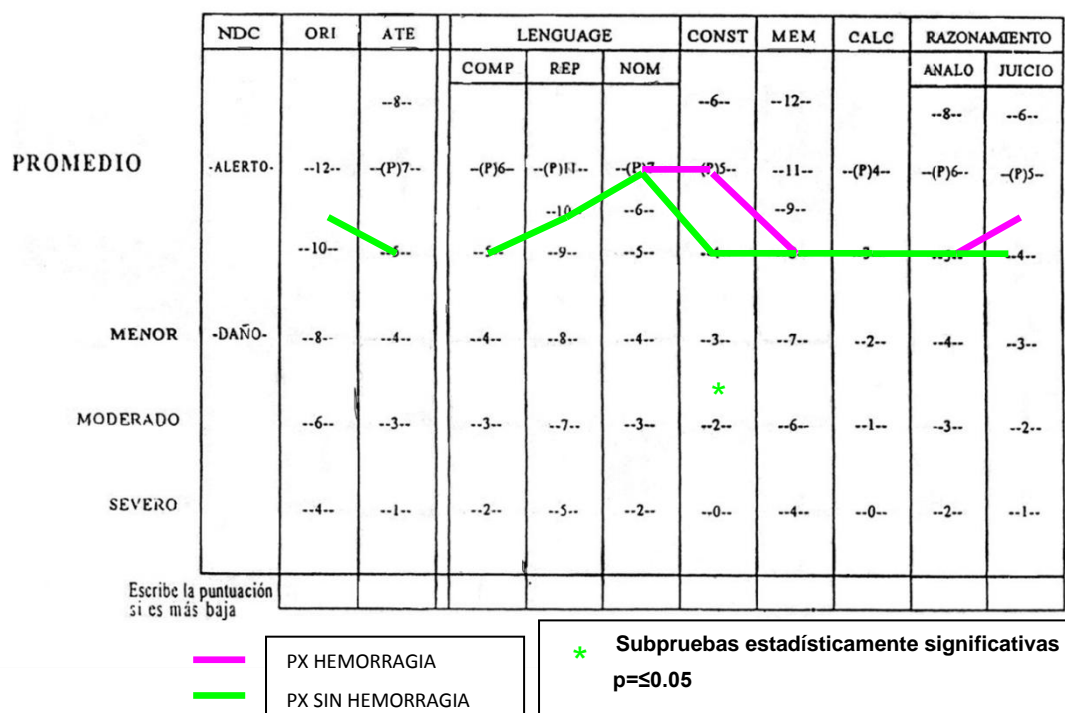 NDC ORI ATE LENGUAGE CONST MEM CALC RAZONAMIENTO
COMP REP NOM ANALO JUICIO
--8-- --6-- --12-- --8-- --6--
PROMEDIO -ALERTO- --12-- --(P)7-- --(P)6-- --(P)11-- --(P)7 (P)5-- --11-- --(P)4-- --(P)6-- --(P)5--
--10-- --6-- --9--
--10-- --5-- --9-- --5-- --4--
MENOR -DAÑO- --8-- --4-- --4-- --8-- --4-- --3-- --7-- --2-- --4-- --3--
*
MODERADO --6-- --3-- --3-- --7-- --3-- --2-- --6-- --1-- --3-- --2--
SEVERO --4-- --1-- --2-- --5-- --2-- --0-- --4-- --0-- --2-- --1--
Escribe la puntuación
si es más baja
PX HEMORRAGIA
PX SIN HEMORRAGIA
* Subpruebas estadísticamente significativas
p=≤0.05